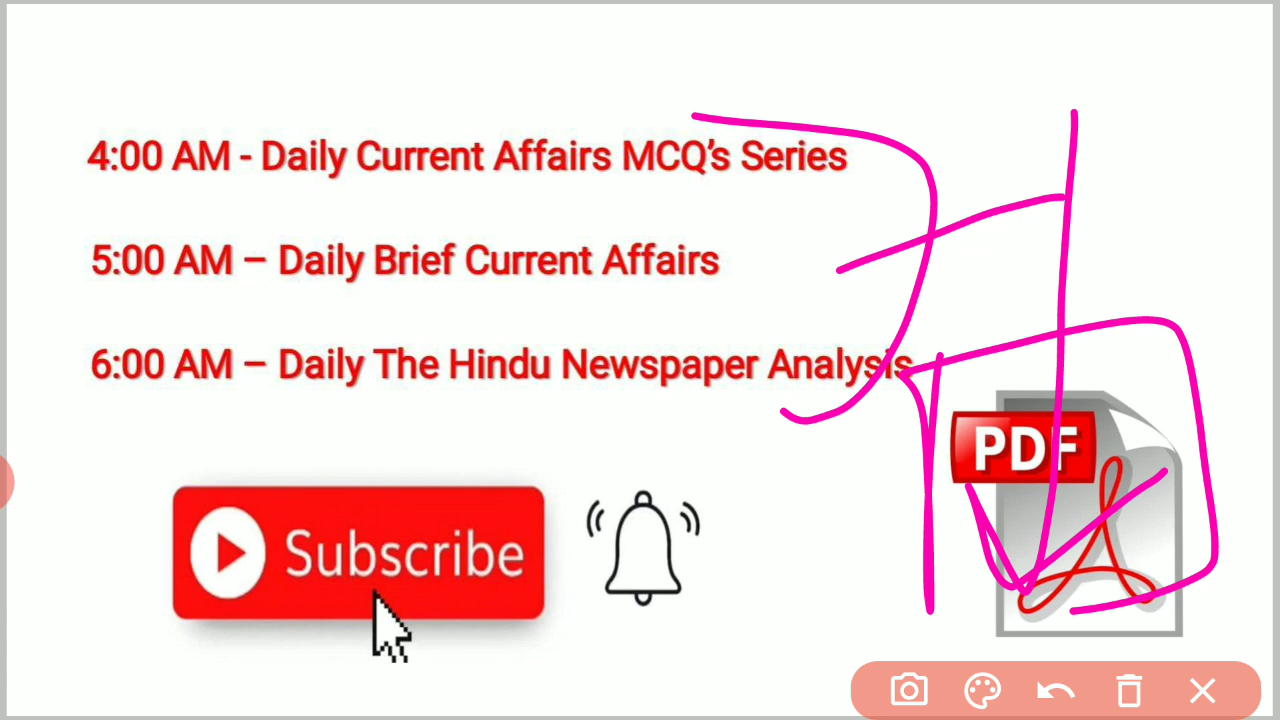 4:00 AM - Daily Current Affairs MCQ’s Series
5:00 AM – Daily Brief Current Affairs
6:00 AM – Daily The Hindu Newspaper Analysis
PDF
Subscribe